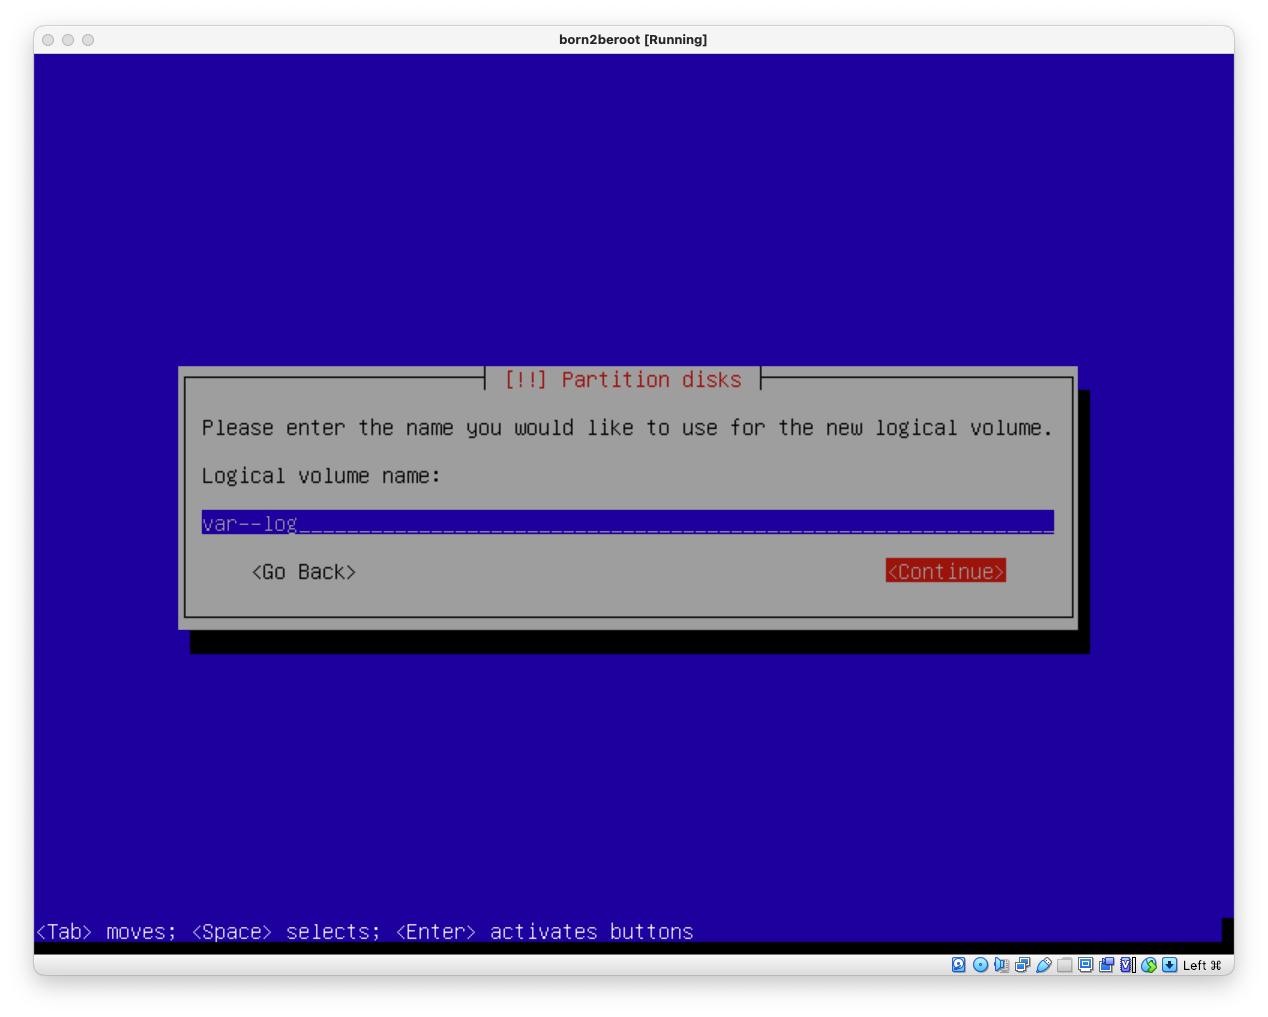 born2beroot [Running]
[!!] Partition disks
Please enter the name you would like to use for the new logical volume.
Logical volume name:
var--log
<Go Back> <Continue>
<Tab> moves; <Space> selects; <Enter> activates buttons
Left ⌘